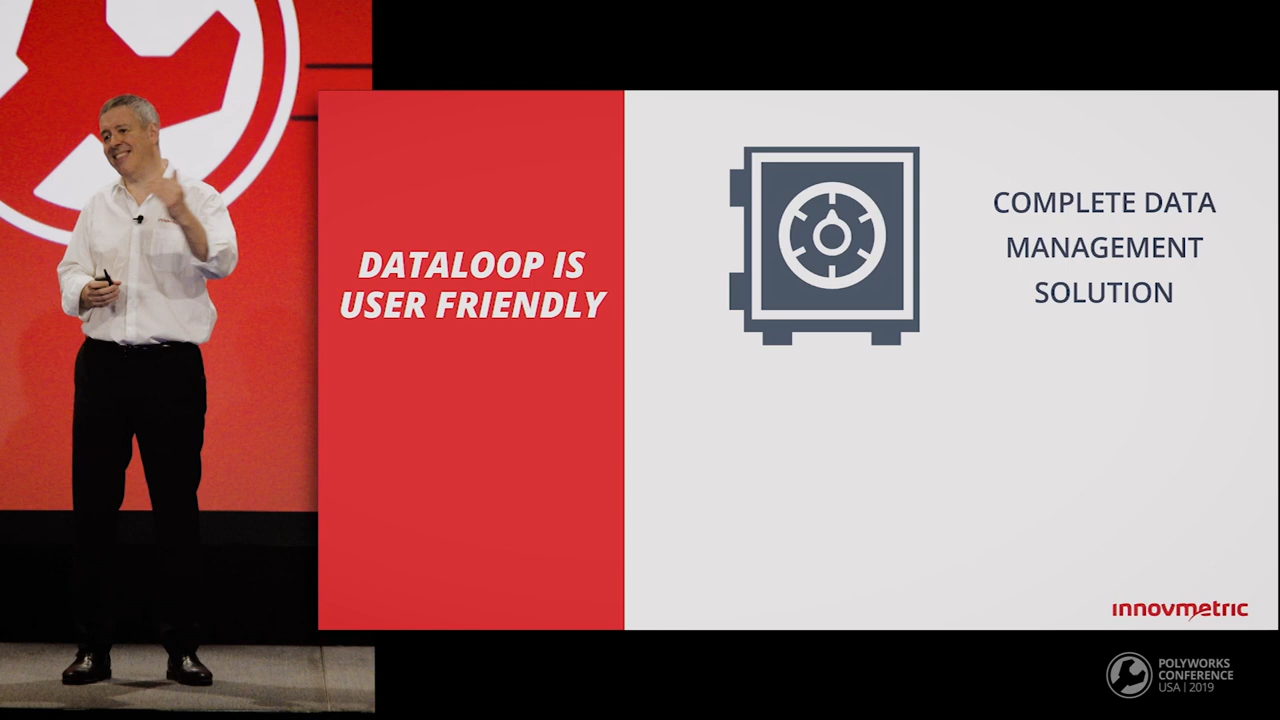 DATALOOP IS
USER FRIENDLY
COMPLETE DATA
MANAGEMENT
SOLUTION
innovmetric
POLYWORKS
CONFERENCE
USA | 2019